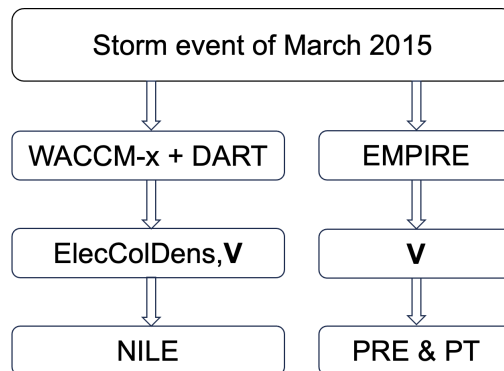 Storm event of March 2015
WACCM-x + DART
EMPIRE
ElecColDens,V
V
NILE
PRE & PT